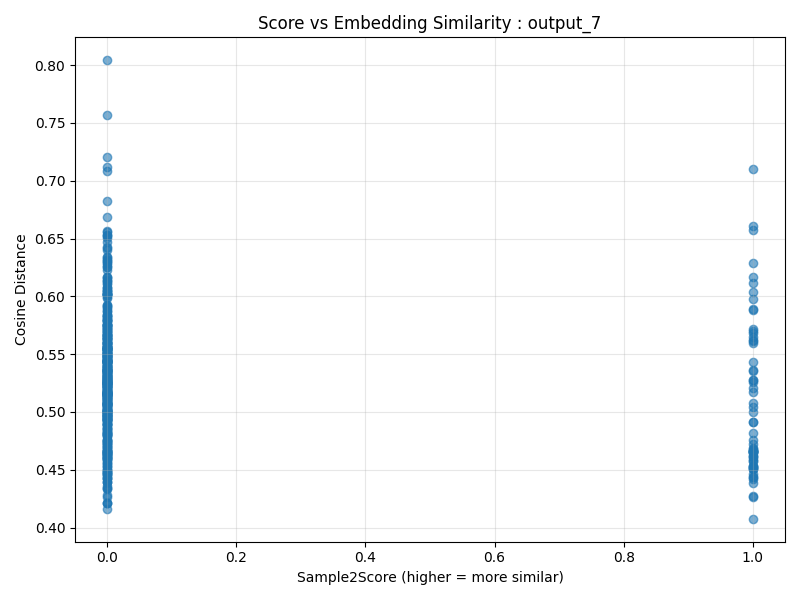 Score vs Embedding Similarity : output_7
Cosine Distance
0.80
0.75
0.70
0.65
0.60
0.55
0.50
0.45
0.40
0.0 0.2 0.4 0.6 0.8 1.0
Sample2Score (higher = more similar)